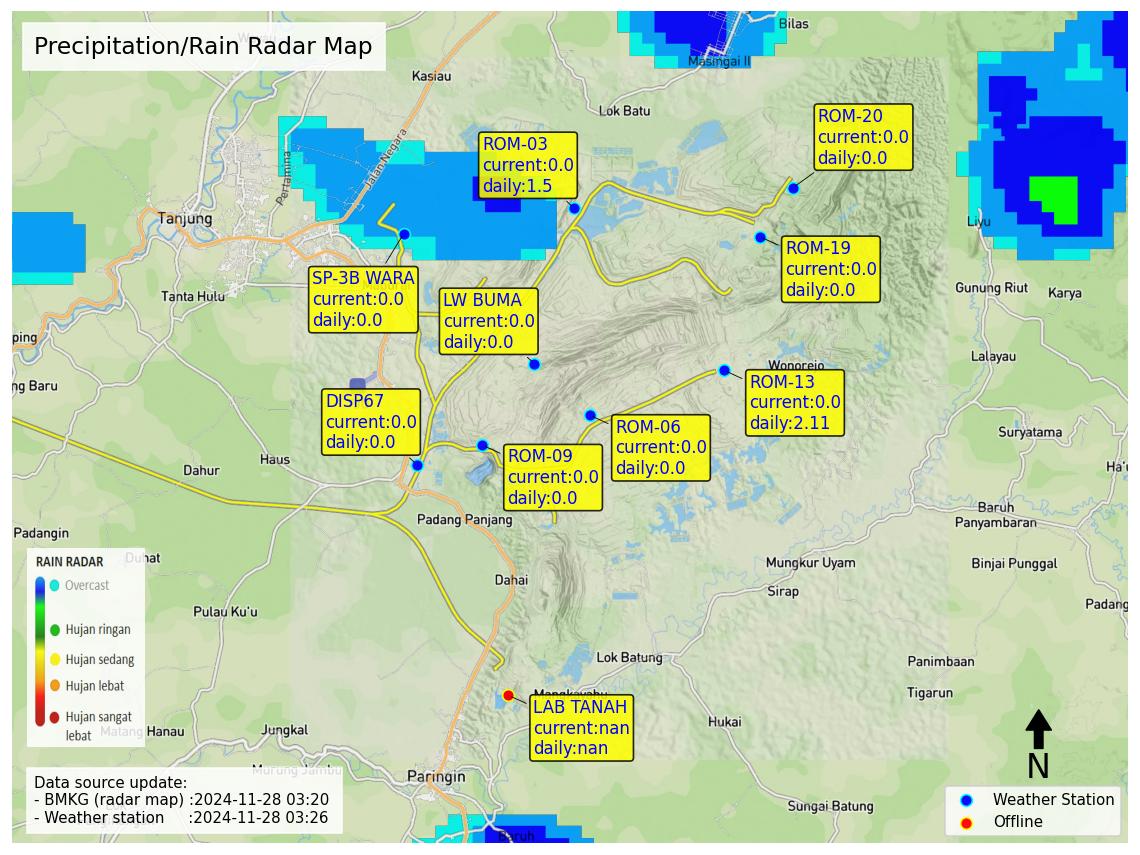 Precipitation/Rain Radar Map
Bilas
Masingai II
Kasiau
Lok Batu
Jalan Negara
Pertamina
ROM-20
current:0.0
daily:0.0
ROM-03
current:0.0
daily:1.5
Tanjung
Liyu
ROM-19
current:0.0
daily:0.0
SP-3B WARA
current:0.0
daily:0.0
LW BUMA
current:0.0
daily:0.0
Tanta Hulu
Gunung Riut
Karya
ping
Lalayau
Wonorejo
ng Baru
ROM-13
current:0.0
daily:2.11
DISP67
current:0.0
daily:0.0
ROM-06
current:0.0
daily:0.0
Suryatama
ROM-09
current:0.0
daily:0.0
Haus
Dahur
Ha'u
Baruh
Panyambaran
Padang Panjang
Padangin
Duhat
Mungkur Uyam
Binjai Punggal
Dahai
Sirap
Padang
Pulau Ku'u
RAIN RADAR
Overcast
Hujan ringan
Hujan sedang
Hujan lebat
Hujan sangat
lebat
Lok Batung
Panimbaan
Tigarun
LAB TANAH
current:nan
daily:nan
Hukai
Manau
Jungkal
Murung Jambu
Paringin
Sungai Batung
Baruh
Data source update:
- BMKG (radar map) :2024-11-28 03:20
- Weather station :2024-11-28 03:26
N
Weather Station
Offline